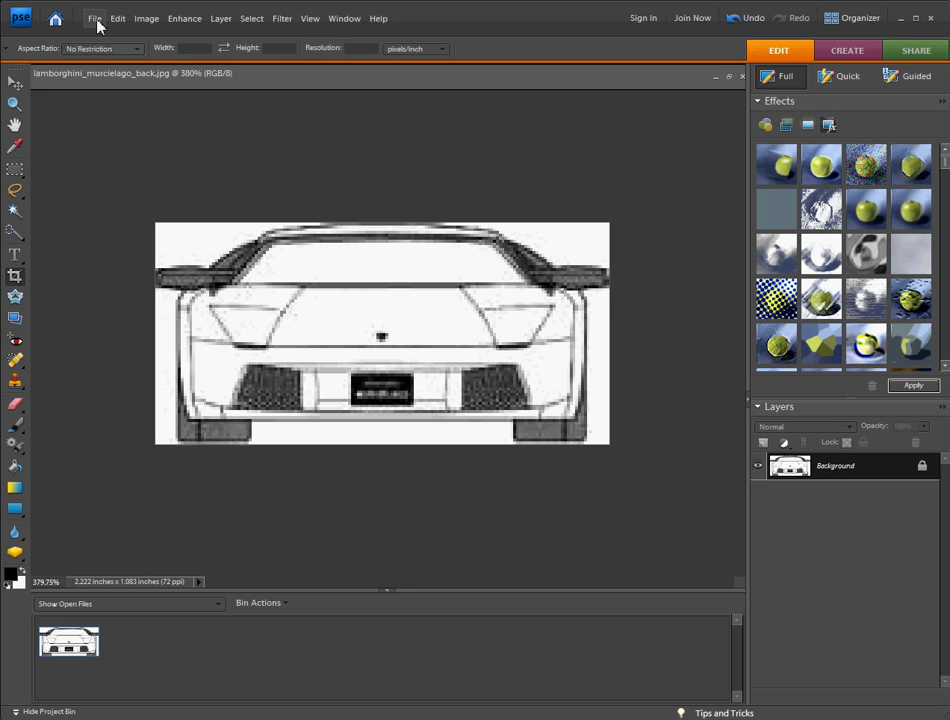 pse File Edit Image Enhance Layer Select Filter View Window Help Sign In Join Now Undo Redo Organizer
Aspect Ratio: No Restriction Width: Height: Resolution: pixels/inch EDIT CREATE SHARE
lamborghini_murcielago_back.jpg @ 380% (RGB/8)
Full Quick Guided
Effects
Apply
Layers
Normal Opacity: 100%
Lock:
Background
379.75% 2.222 inches x 1.083 inches (72 ppi)
Show Open Files Bin Actions
Hide Project Bin Tips and Tricks